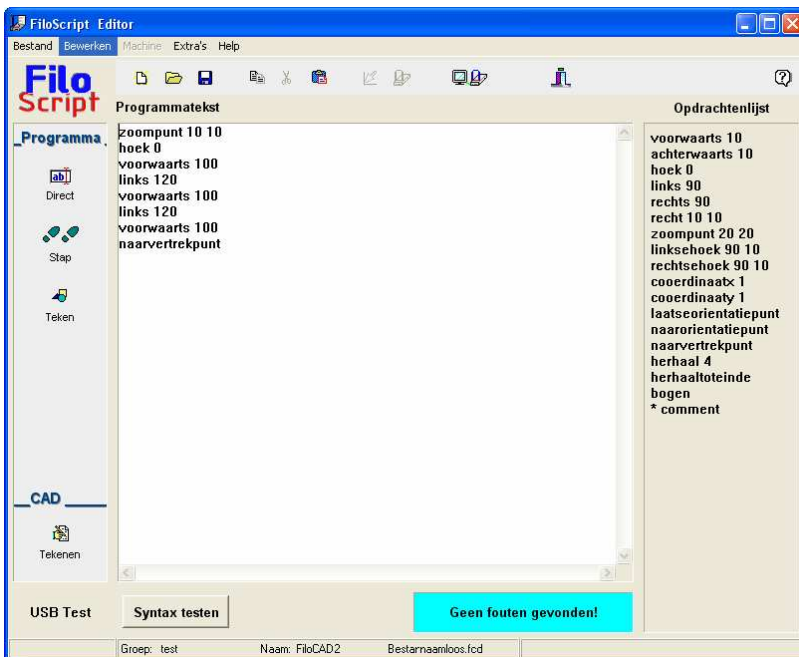 FiloScript Editor
Bestand Bewerken Machine Extra's Help
Filo
Script
Programmatekst
Opdrachtenlijst
_Programma_
Direct
Stap
Teken
zoompunt 10 10
hoek 0
voorwaarts 100
links 120
voorwaarts 100
links 120
voorwaarts 100
naarvertrekpunt
voorwaarts 10
achterwaarts 10
hoek 0
links 90
rechts 90
recht 10 10
zoompunt 20 20
linksehoek 90 10
rechtsehoek 90 10
cooerdinaatx 1
cooerdinaaty 1
laatseorientatiepunt
naarorientatiepunt
naarvertrekpunt
herhaal 4
herhaaltoteinde
bogen
* comment
__CAD____
Tekenen
USB Test
Syntax testen
Geen fouten gevonden!
Groep: test Naam: FiloCAD2 Bestarnaamloos.fcd